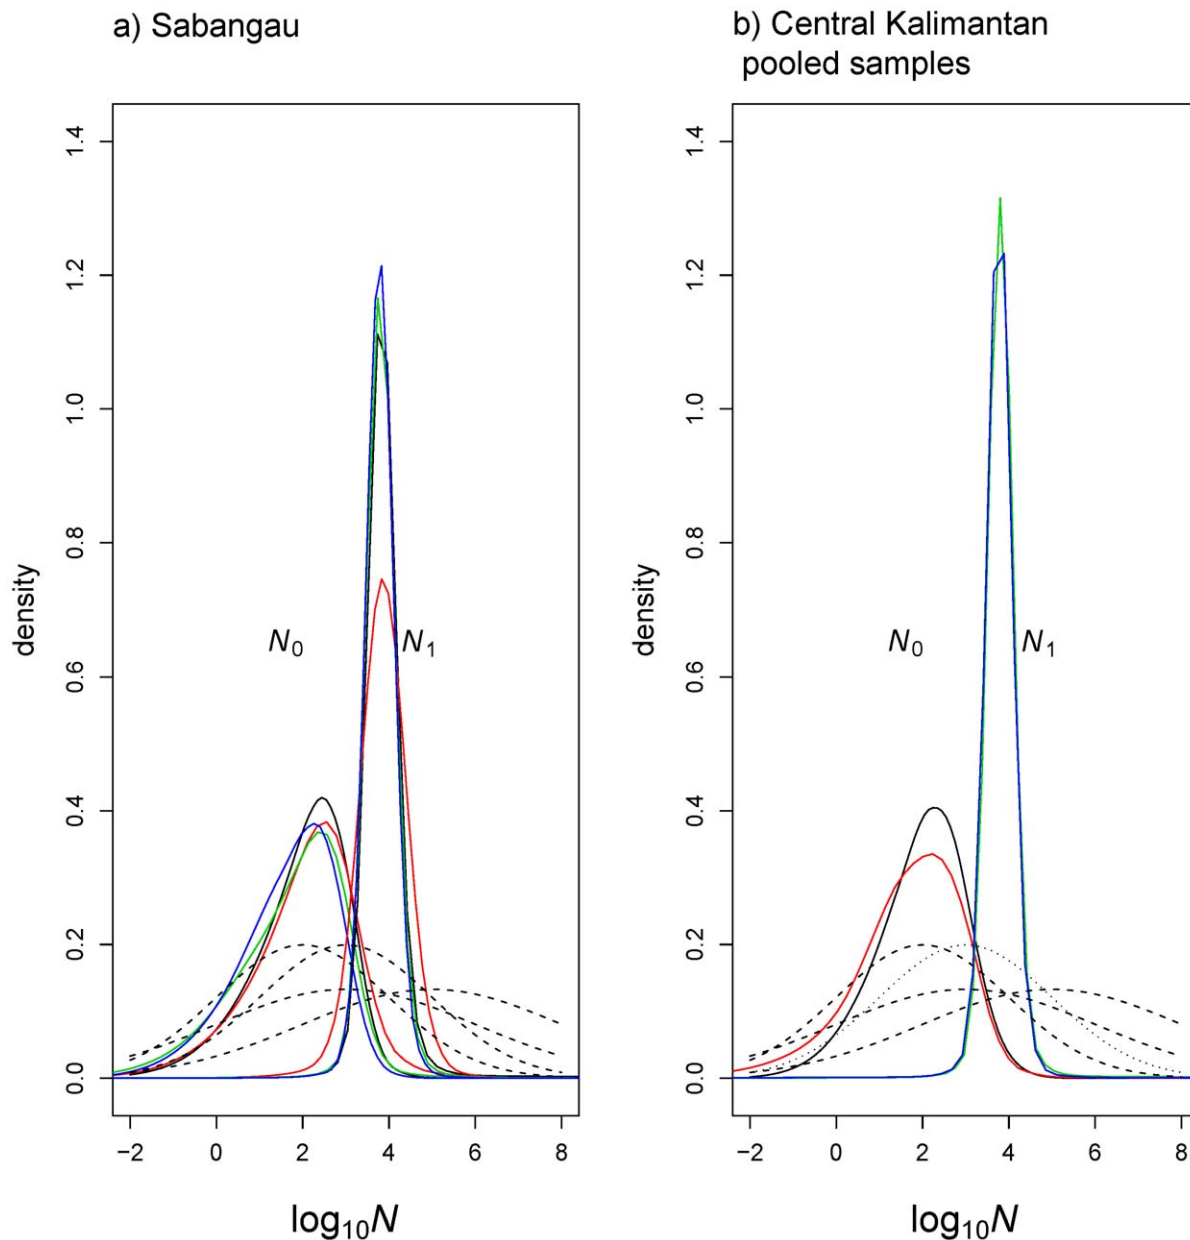 a) Sabangau
b) Central Kalimantan
pooled samples
density
1.4
1.2
1.0
0.8
0.6
0.4
0.2
0.0
N₀
N₁
−2 0 2 4 6 8
log₁₀N
density
1.4
1.2
1.0
0.8
0.6
0.4
0.2
0.0
N₀
N₁
−2 0 2 4 6 8
log₁₀N